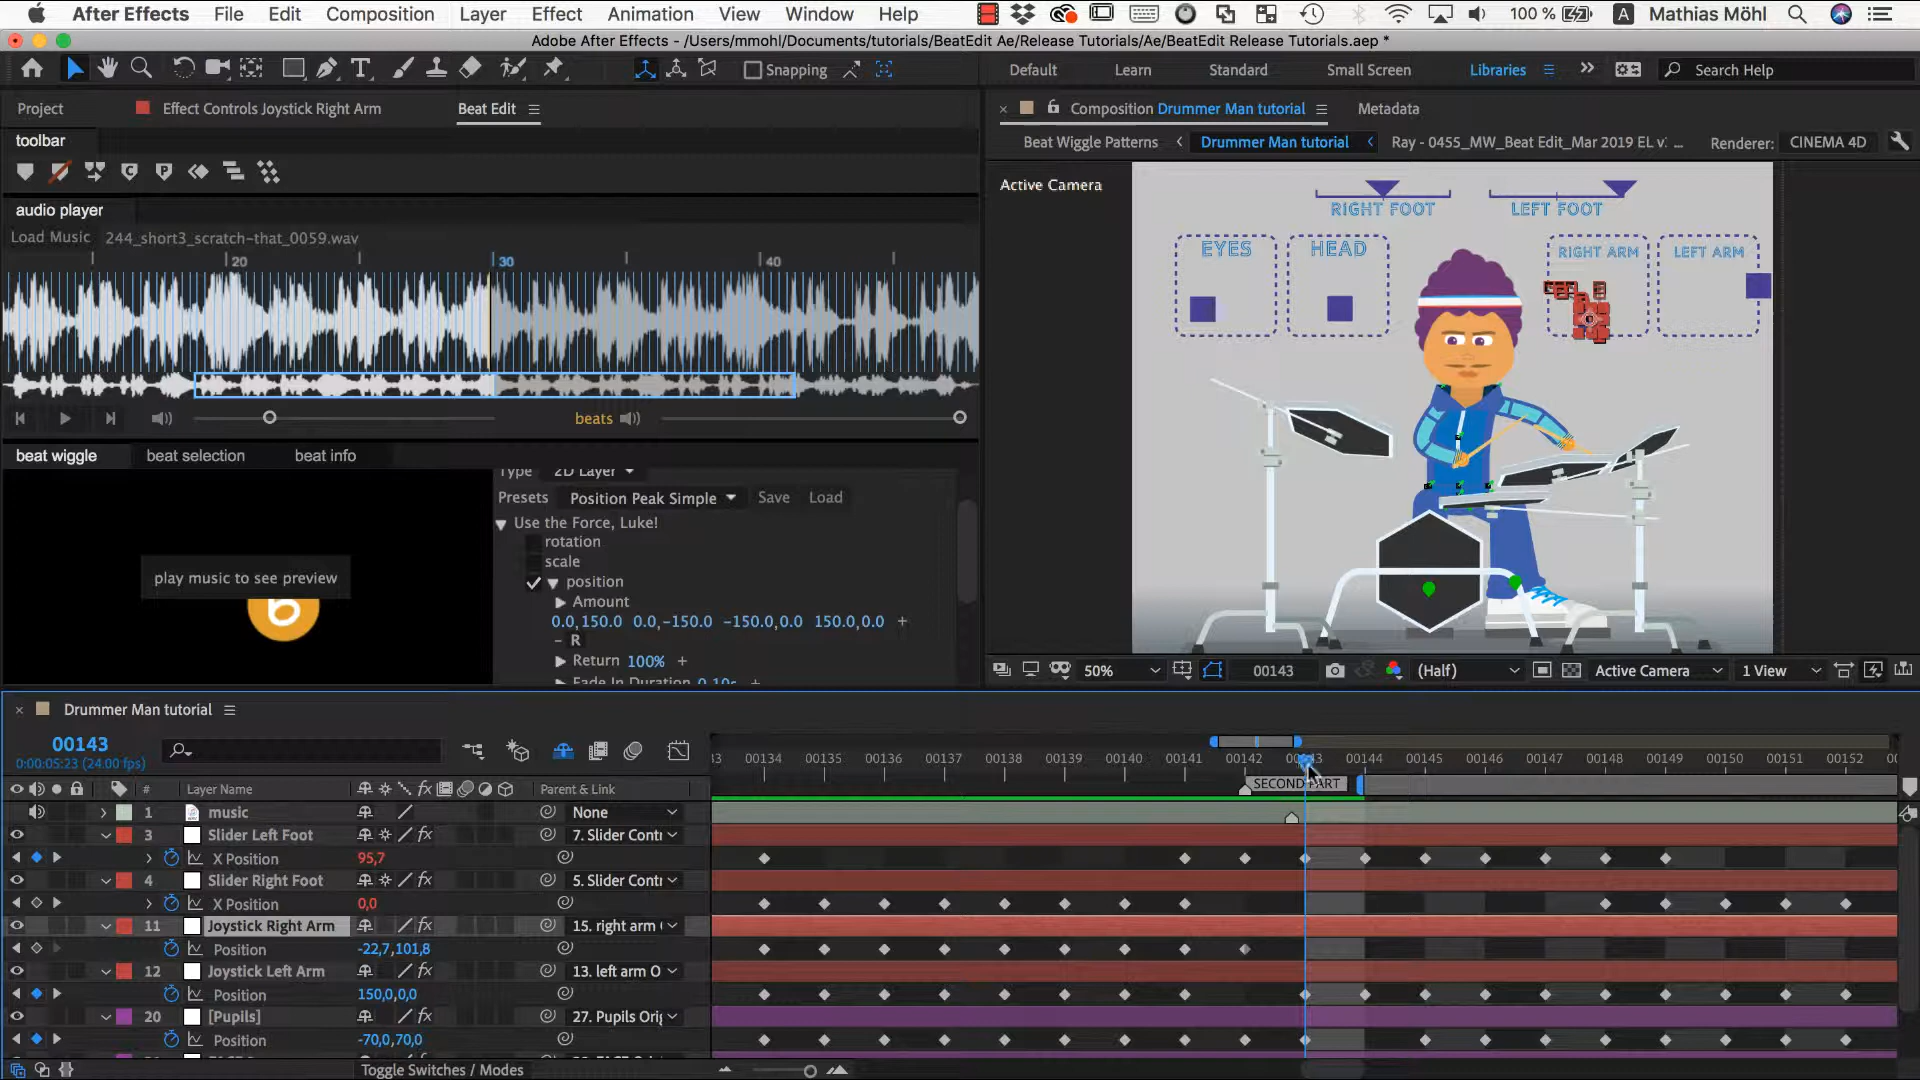 After Effects File Edit Composition Layer Effect Animation View Window Help 100 % A Mathias Möhl
Adobe After Effects - /Users/mmohl/Documents/tutorials/BeatEdit Ae/Release Tutorials/Ae/BeatEdit Release Tutorials.aep *
Snapping Default Learn Standard Small Screen Libraries Search Help
Project Effect Controls Joystick Right Arm Beat Edit
Composition Drummer Man tutorial Metadata
toolbar
Beat Wiggle Patterns Drummer Man tutorial Ray - 0455_MW_Beat Edit_Mar 2019 EL v: ... Renderer: CINEMA 4D
Active Camera
audio player
Load Music 244_short3_scratch-that_0059.wav
20 30 40
RIGHT FOOT LEFT FOOT
EYES HEAD RIGHT ARM LEFT ARM
beats
beat wiggle beat selection beat info
Type 2D Layer
Presets Position Peak Simple Save Load
Use the Force, Luke!
rotation
scale
position
Amount
0.0,150.0 0.0,-150.0 -150.0,0.0 150.0,0.0 +
- R
Return 100% +
Fade In Duration 0.10s +
play music to see preview
50% 00143 (Half) Active Camera 1 View
Drummer Man tutorial
00143
0:00:05:23 (24.00 fps)
00134 00135 00136 00137 00138 00139 00140 00141 00142 00143 00144 00145 00146 00147 00148 00149 00150 00151 00152
SECOND PART
# Layer Name Parent & Link
1 music None
3 Slider Left Foot fx 7. Slider Conti
X Position 95,7
4 Slider Right Foot fx 5. Slider Conti
X Position 0,0
11 Joystick Right Arm fx 15. right arm
Position -22,7,101,8
12 Joystick Left Arm fx 13. left arm O
Position 150,0,0,0
20 [Pupils] fx 27. Pupils Orig
Position -70,0,70,0
Toggle Switches / Modes